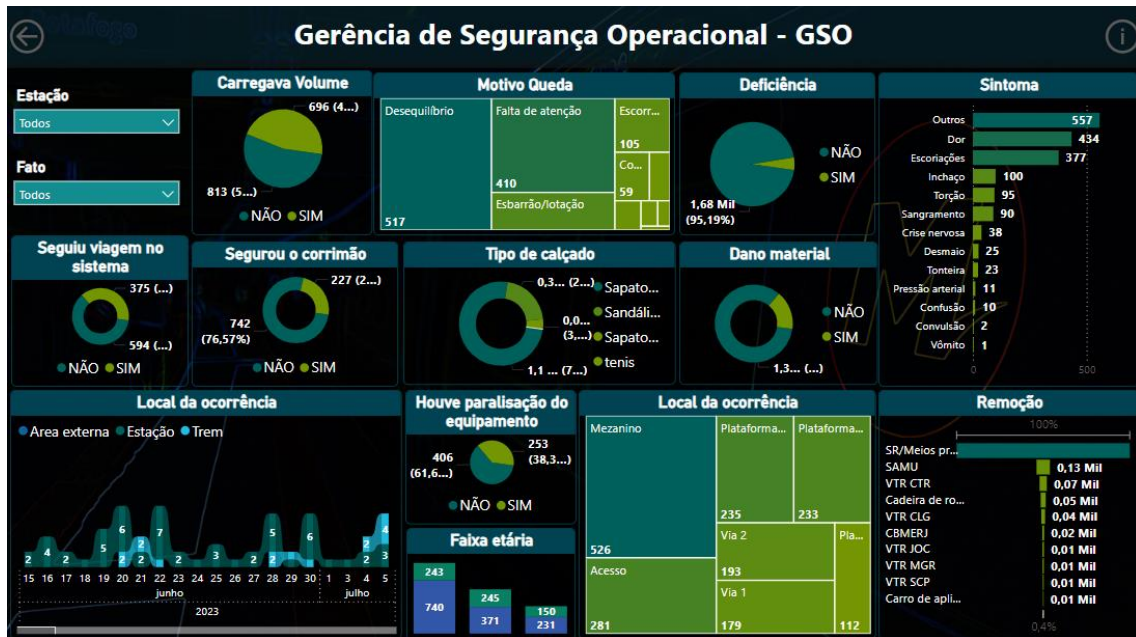 Gerência de Segurança Operacional - GSO
Estação
Todos
Fato
Todos
Carregava Volume
696 (4...)
813 (5...)
NÃO SIM
Motivo Queda
Desequilíbrio
517
Falta de atenção
410
Esbarrão/lotação
Escorr...
105
Co...
59
Deficiência
NÃO
SIM
1,68 Mil
(95,19%)
Sintoma
Outros 557
Dor 434
Escoriações 377
Inchaço 100
Torção 95
Sangramento 90
Crise nervosa 38
Desmaio 25
Tonteira 23
Pressão arterial 11
Confusão 10
Convulsão 2
Vômito 1
0 500
Seguiu viagem no
sistema
375 (...)
594 (...)
NÃO SIM
Segurou o corrimão
227 (2...)
742
(76,57%)
NÃO SIM
Tipo de calçado
0,3... (2...)
0,0...
(3,...)
1,1 ... (7...)
Sapato...
Sandáli...
Sapato...
tenis
Dano material
NÃO
SIM
1,3... (...)
Local da ocorrência
Area externa Estação Trem
2 4 2 5 6 2 2 7 2 2 3 2 2 5 2 2 6 2 2 4 3
15 16 17 18 19 20 21 22 23 24 25 26 27 28 29 30 1 3 4 5
junho julho
2023
Houve paralisação do
equipamento
253
(38,3...)
406
(61,6...)
NÃO SIM
Faixa etária
243
740
245
371
150
231
Local da ocorrência
Mezanino
526
Acesso
281
Plataforma...
235
Plataforma...
233
Via 2
193
Via 1
179
Pla...
112
Remoção
100%
SR/Meios pr...
SAMU 0,13 Mil
VTR CTR 0,07 Mil
Cadeira de ro... 0,05 Mil
VTR CLG 0,04 Mil
CBMERJ 0,02 Mil
VTR JOC 0,01 Mil
VTR MGR 0,01 Mil
VTR SCP 0,01 Mil
Carro de apli... 0,01 Mil
0,4%